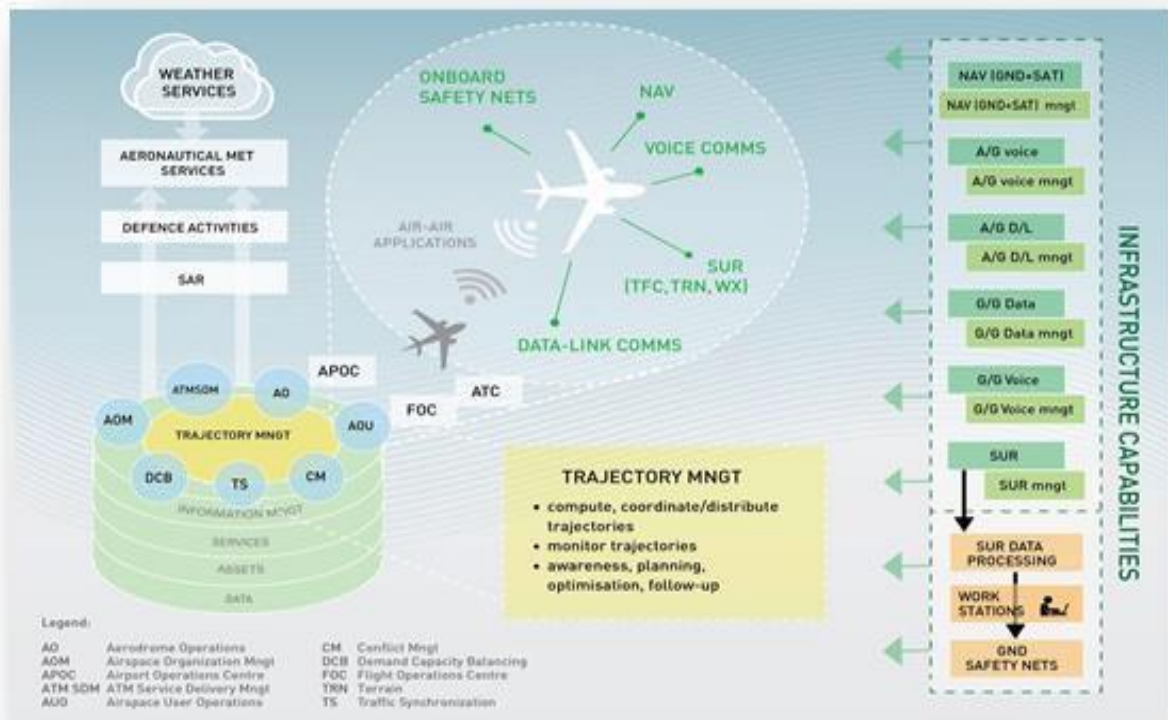 WEATHER
SERVICES
AERONAUTICAL MET
SERVICES
DEFENCE ACTIVITIES
SAR
ONBOARD
SAFETY NETS
NAV
VOICE COMMS
AIR-AIR
APPLICATIONS
SUR
(TFC, TRN, WX)
DATA-LINK COMMS
APOC
ATC
FOC
ATMSDM
AO
AOM
AOU
TRAJECTORY MNGT
DCB
TS
CM
INFORMATION MNGT
SERVICES
ASSETS
DATA
TRAJECTORY MNGT
• compute, coordinate/distribute
trajectories
• monitor trajectories
• awareness, planning,
optimisation, follow-up
NAV (GND+SAT)
NAV (GND+SAT) mngt
A/G voice
A/G voice mngt
A/G D/L
A/G D/L mngt
G/G Data
G/G Data mngt
G/G Voice
G/G Voice mngt
SUR
SUR mngt
SUR DATA
PROCESSING
WORK
STATIONS
GND
SAFETY NETS
INFRASTRUCTURE CAPABILITIES
Legend:
AO Aerodrome Operations
AOM Airspace Organization Mngt
APOC Airport Operations Centre
ATM SDM ATM Service Delivery Mngt
AUO Airspace User Operations
CM Conflict Mngt
DCB Demand Capacity Balancing
FOC Flight Operations Centre
TRN Terrain
TS Traffic Synchronization